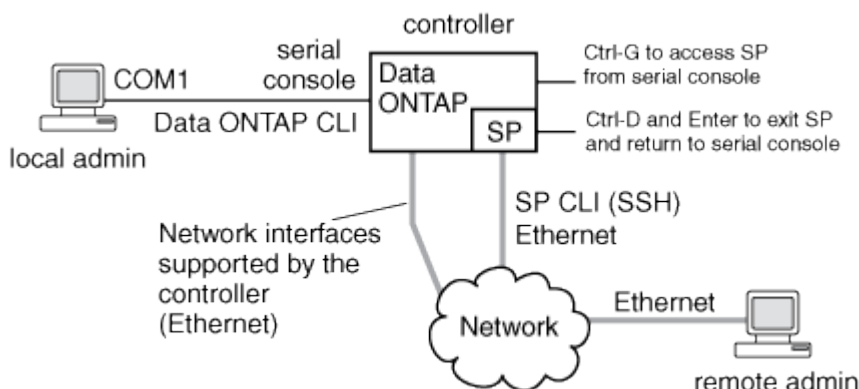 controller
serial
console
COM1
Data ONTAP CLI
local admin
Data
ONTAP
SP
Ctrl-G to access SP
from serial console
Ctrl-D and Enter to exit SP
and return to serial console
SP CLI (SSH)
Ethernet
Network interfaces
supported by the
controller
(Ethernet)
Network
Ethernet
remote admin